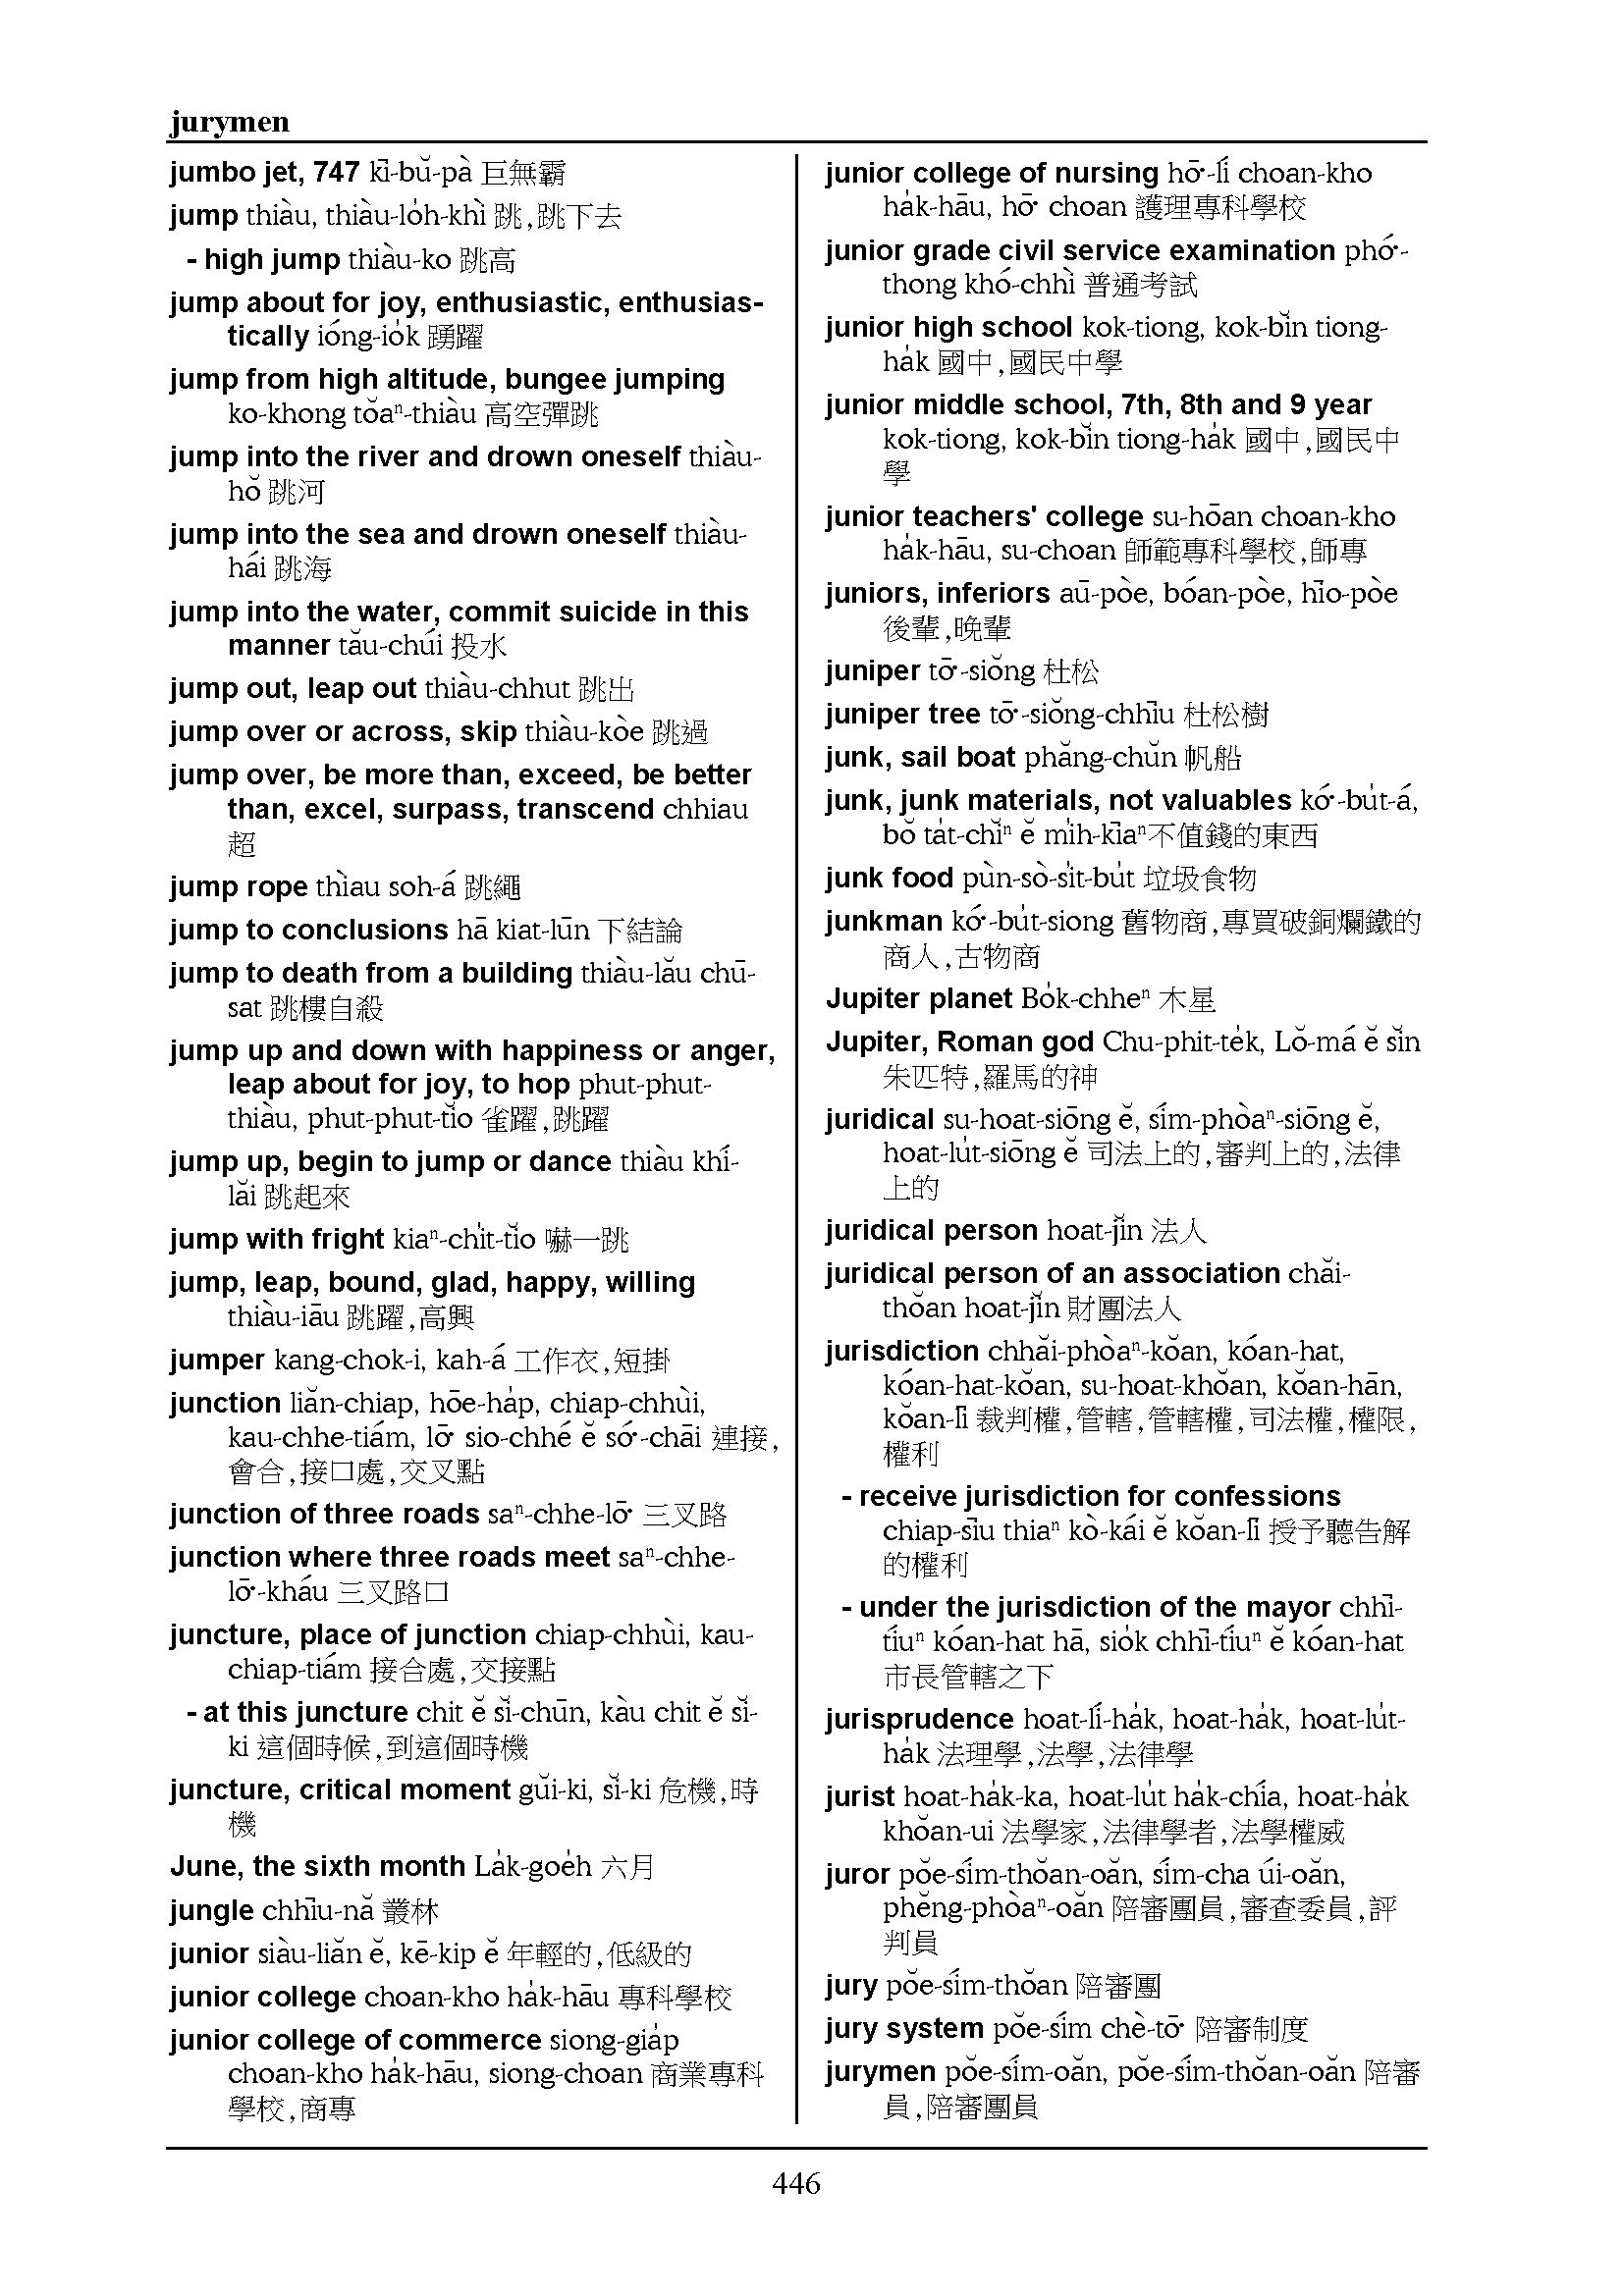 jurymen
jumbo jet, 747 kī-bŭ-pà 巨無霸
jump thiàu, thiàu-lo̍h-khì 跳,跳下去
- high jump thiàu-ko 跳高
jump about for joy, enthusiastic, enthusias-
tically ióng-io̍k 踴躍
jump from high altitude, bungee jumping
ko-khong tŏaⁿ-thiàu 高空彈跳
jump into the river and drown oneself thiàu-
hŏ 跳河
jump into the sea and drown oneself thiàu-
hái 跳海
jump into the water, commit suicide in this
manner tău-chúi 投水
jump out, leap out thiàu-chhut 跳出
jump over or across, skip thiàu-kòe 跳過
jump over, be more than, exceed, be better
than, excel, surpass, transcend chhiau
超
jump rope thìau soh-á 跳繩
jump to conclusions hā kiat-lūn 下結論
jump to death from a building thiàu-lău chū-
sat 跳樓自殺
jump up and down with happiness or anger,
leap about for joy, to hop phut-phut-
thiàu, phut-phut-tĭo 雀躍,跳躍
jump up, begin to jump or dance thiàu khí-
lăi 跳起來
jump with fright kiaⁿ-chi̍t-tĭo 嚇一跳
jump, leap, bound, glad, happy, willing
thiàu-iāu 跳躍,高興
jumper kang-chok-i, kah-á 工作衣,短掛
junction liăn-chiap, hōe-ha̍p, chiap-chhùi,
kau-chhe-tiám, lō͘ sio-chhé ĕ só͘-chāi 連接,
會合,接口處,交叉點
junction of three roads saⁿ-chhe-lō͘ 三叉路
junction where three roads meet saⁿ-chhe-
lō͘-kháu 三叉路口
juncture, place of junction chiap-chhùi, kau-
chiap-tiám 接合處,交接點
- at this juncture chit ĕ sĭ-chūn, kàu chit ĕ sĭ-
ki 這個時候,到這個時機
juncture, critical moment gŭi-ki, sĭ-ki 危機,時
機
June, the sixth month La̍k-goe̍h 六月
jungle chhīu-nă 叢林
junior siàu-liăn ĕ, kē-kip ĕ 年輕的,低級的
junior college choan-kho ha̍k-hāu 專科學校
junior college of commerce siong-gia̍p
choan-kho ha̍k-hāu, siong-choan 商業專科
學校,商專
junior college of nursing hō͘-lí choan-kho
ha̍k-hāu, hō͘ choan 護理專科學校
junior grade civil service examination phó͘-
thong khó-chhì 普通考試
junior high school kok-tiong, kok-bĭn tiong-
ha̍k 國中,國民中學
junior middle school, 7th, 8th and 9 year
kok-tiong, kok-bĭn tiong-ha̍k 國中,國民中
學
junior teachers' college su-hōan choan-kho
ha̍k-hāu, su-choan 師範專科學校,師專
juniors, inferiors aū-pòe, bóan-pòe, hīo-pòe
後輩,晚輩
juniper tō͘-siŏng 杜松
juniper tree tō͘-siŏng-chhīu 杜松樹
junk, sail boat phăng-chŭn 帆船
junk, junk materials, not valuables kó͘-bu̍t-á,
bŏ ta̍t-chĭⁿ ĕ mi̍h-kīaⁿ不值錢的東西
junk food pùn-sò-si̍t-bu̍t 垃圾食物
junkman kó͘-bu̍t-siong 舊物商,專買破銅爛鐵的
商人,古物商
Jupiter planet Bo̍k-chheⁿ 木星
Jupiter, Roman god Chu-phit-te̍k, Lŏ-má ĕ sĭn
朱匹特,羅馬的神
juridical su-hoat-siōng ĕ, sím-phòaⁿ-siōng ĕ,
hoat-lu̍t-siōng ĕ 司法上的,審判上的,法律
上的
juridical person hoat-jĭn 法人
juridical person of an association chăi-
thŏan hoat-jĭn 財團法人
jurisdiction chhăi-phòaⁿ-kŏan, kóan-hat,
kóan-hat-kŏan, su-hoat-khŏan, kŏan-hān,
kŏan-lī 裁判權,管轄,管轄權,司法權,權限,
權利
- receive jurisdiction for confessions
chiap-sīu thiaⁿ kò-kái ĕ kŏan-lī 授予聽告解
的權利
- under the jurisdiction of the mayor chhī-
tíuⁿ kóan-hat hā, sio̍k chhī-tíuⁿ ĕ kóan-hat
市長管轄之下
jurisprudence hoat-lí-ha̍k, hoat-ha̍k, hoat-lu̍t-
ha̍k 法理學,法學,法律學
jurist hoat-ha̍k-ka, hoat-lu̍t ha̍k-chía, hoat-ha̍k
khŏan-ui 法學家,法律學者,法學權威
juror pŏe-sím-thŏan-oăn, sím-cha úi-oăn,
phĕng-phòaⁿ-oăn 陪審團員,審查委員,評
判員
jury pŏe-sím-thŏan 陪審團
jury system pŏe-sím chè-tō͘ 陪審制度
jurymen pŏe-sím-oăn, pŏe-sím-thŏan-oăn 陪審
員,陪審團員
446